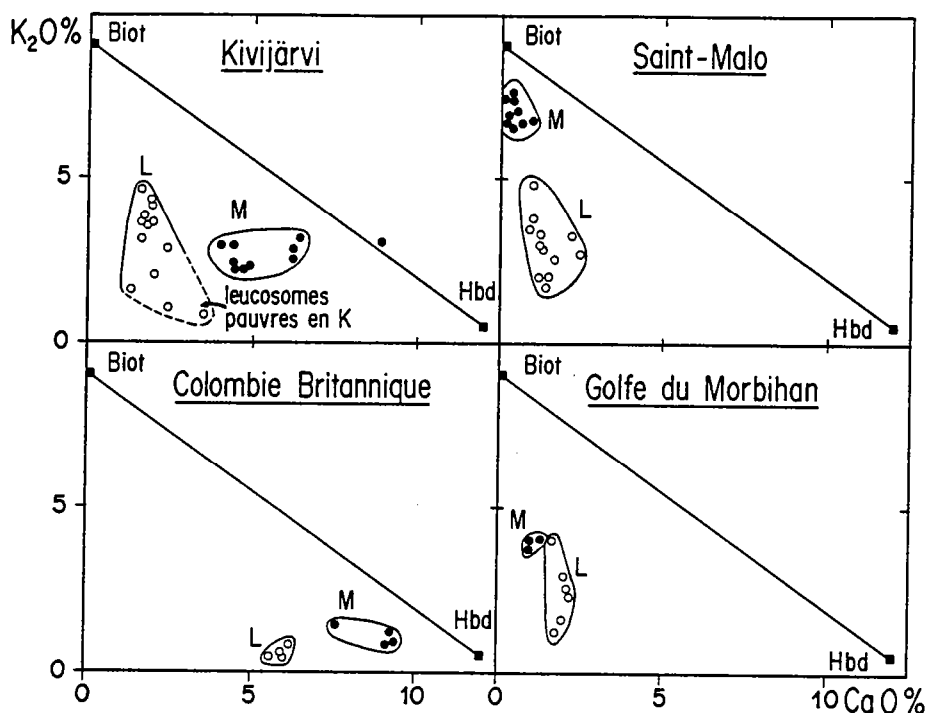 K₂O%
Biot
Kivijärvi
L
M
5
leucosomes
pauvres en K
Hbd
0
Biot
Saint-Malo
M
L
Hbd
Biot
Colombie Britannique
5
M
L
Hbd
0
0
5
10
Biot
Golfe du Morbihan
M
L
Hbd
0
5
10 CaO%